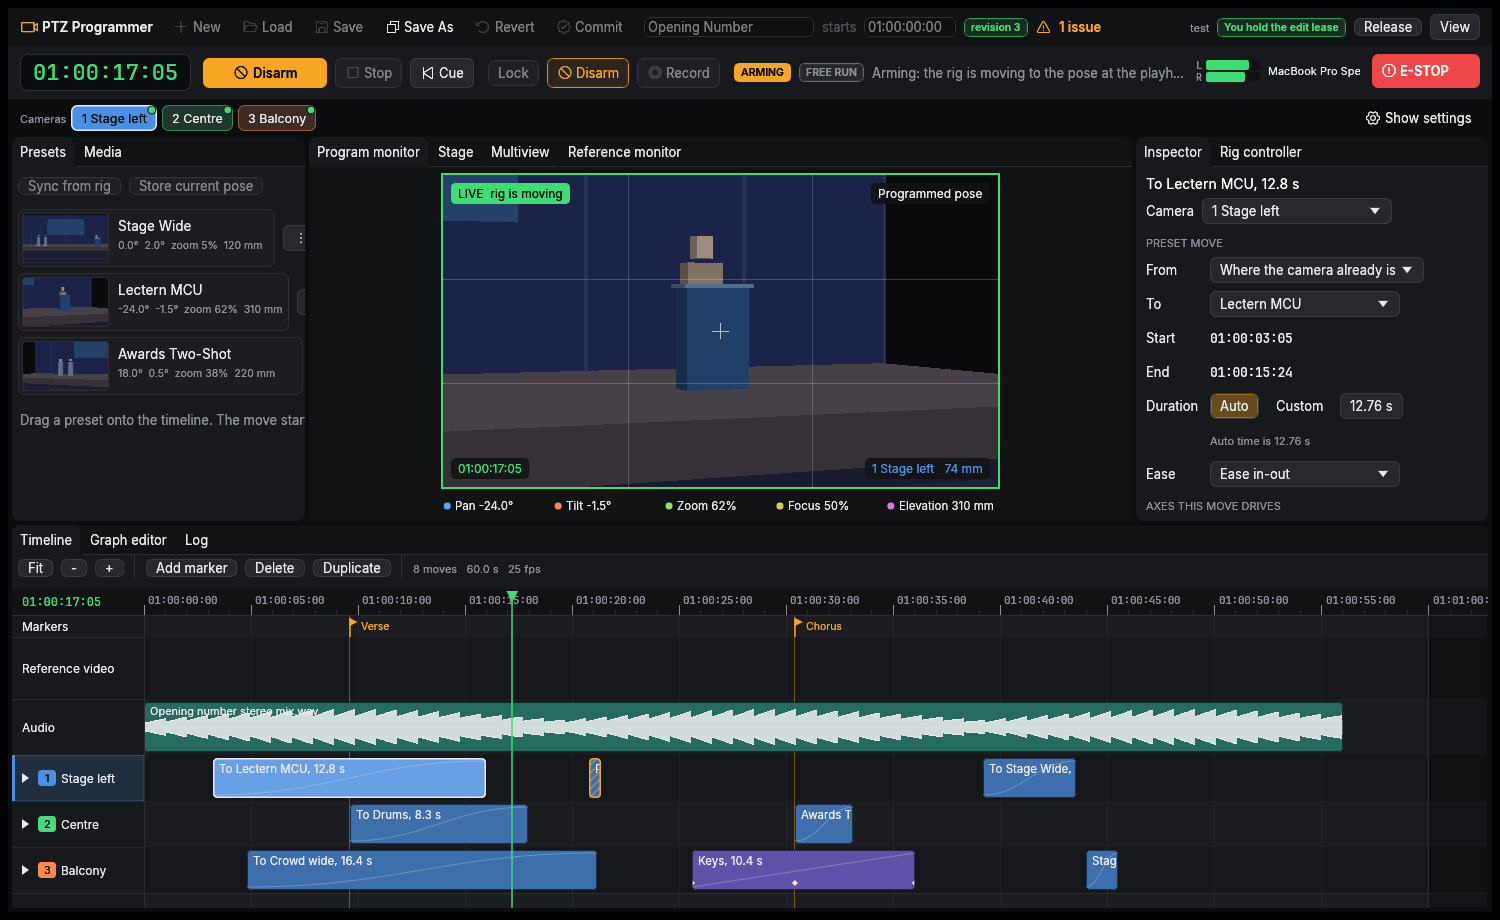 PTZ Programmer New Load Save Save As Revert Commit Opening Number starts 01:00:00:00 revision 3 1 issue test You hold the edit lease Release View
01:00:17:05 Disarm Stop Cue Lock Disarm Record ARMING FREE RUN Arming: the rig is moving to the pose at the playh... L R MacBook Pro Spe E-STOP
Cameras 1 Stage left 2 Centre 3 Balcony Show settings
Presets Media
Sync from rig Store current pose
Stage Wide
0.0° 2.0° zoom 5% 120 mm
Lectern MCU
-24.0° -1.5° zoom 62% 310 mm
Awards Two-Shot
18.0° 0.5° zoom 38% 220 mm
Drag a preset onto the timeline. The move star
Program monitor Stage Multiview Reference monitor
LIVE rig is moving Programmed pose
01:00:17:05 1 Stage left 74 mm
Pan -24.0° Tilt -1.5° Zoom 62% Focus 50% Elevation 310 mm
Inspector Rig controller
To Lectern MCU, 12.8 s
Camera 1 Stage left
PRESET MOVE
From Where the camera already is
To Lectern MCU
Start 01:00:03:05
End 01:00:15:24
Duration Auto Custom 12.76 s
Auto time is 12.76 s
Ease Ease in-out
AXES THIS MOVE DRIVES
Timeline Graph editor Log
Fit - + Add marker Delete Duplicate 8 moves 60.0 s 25 fps
01:00:17:05 01:00:00:00 01:00:05:00 01:00:10:00 01:00:15:00 01:00:20:00 01:00:25:00 01:00:30:00 01:00:35:00 01:00:40:00 01:00:45:00 01:00:50:00 01:00:55:00 01:01:00:
Markers Verse Chorus
Reference video
Opening number stereo mix.wav
Audio
1 Stage left To Lectern MCU, 12.8 s To Stage Wide,
2 Centre To Drums, 8.3 s Awards T
3 Balcony To Crowd wide, 16.4 s Keys, 10.4 s Stag